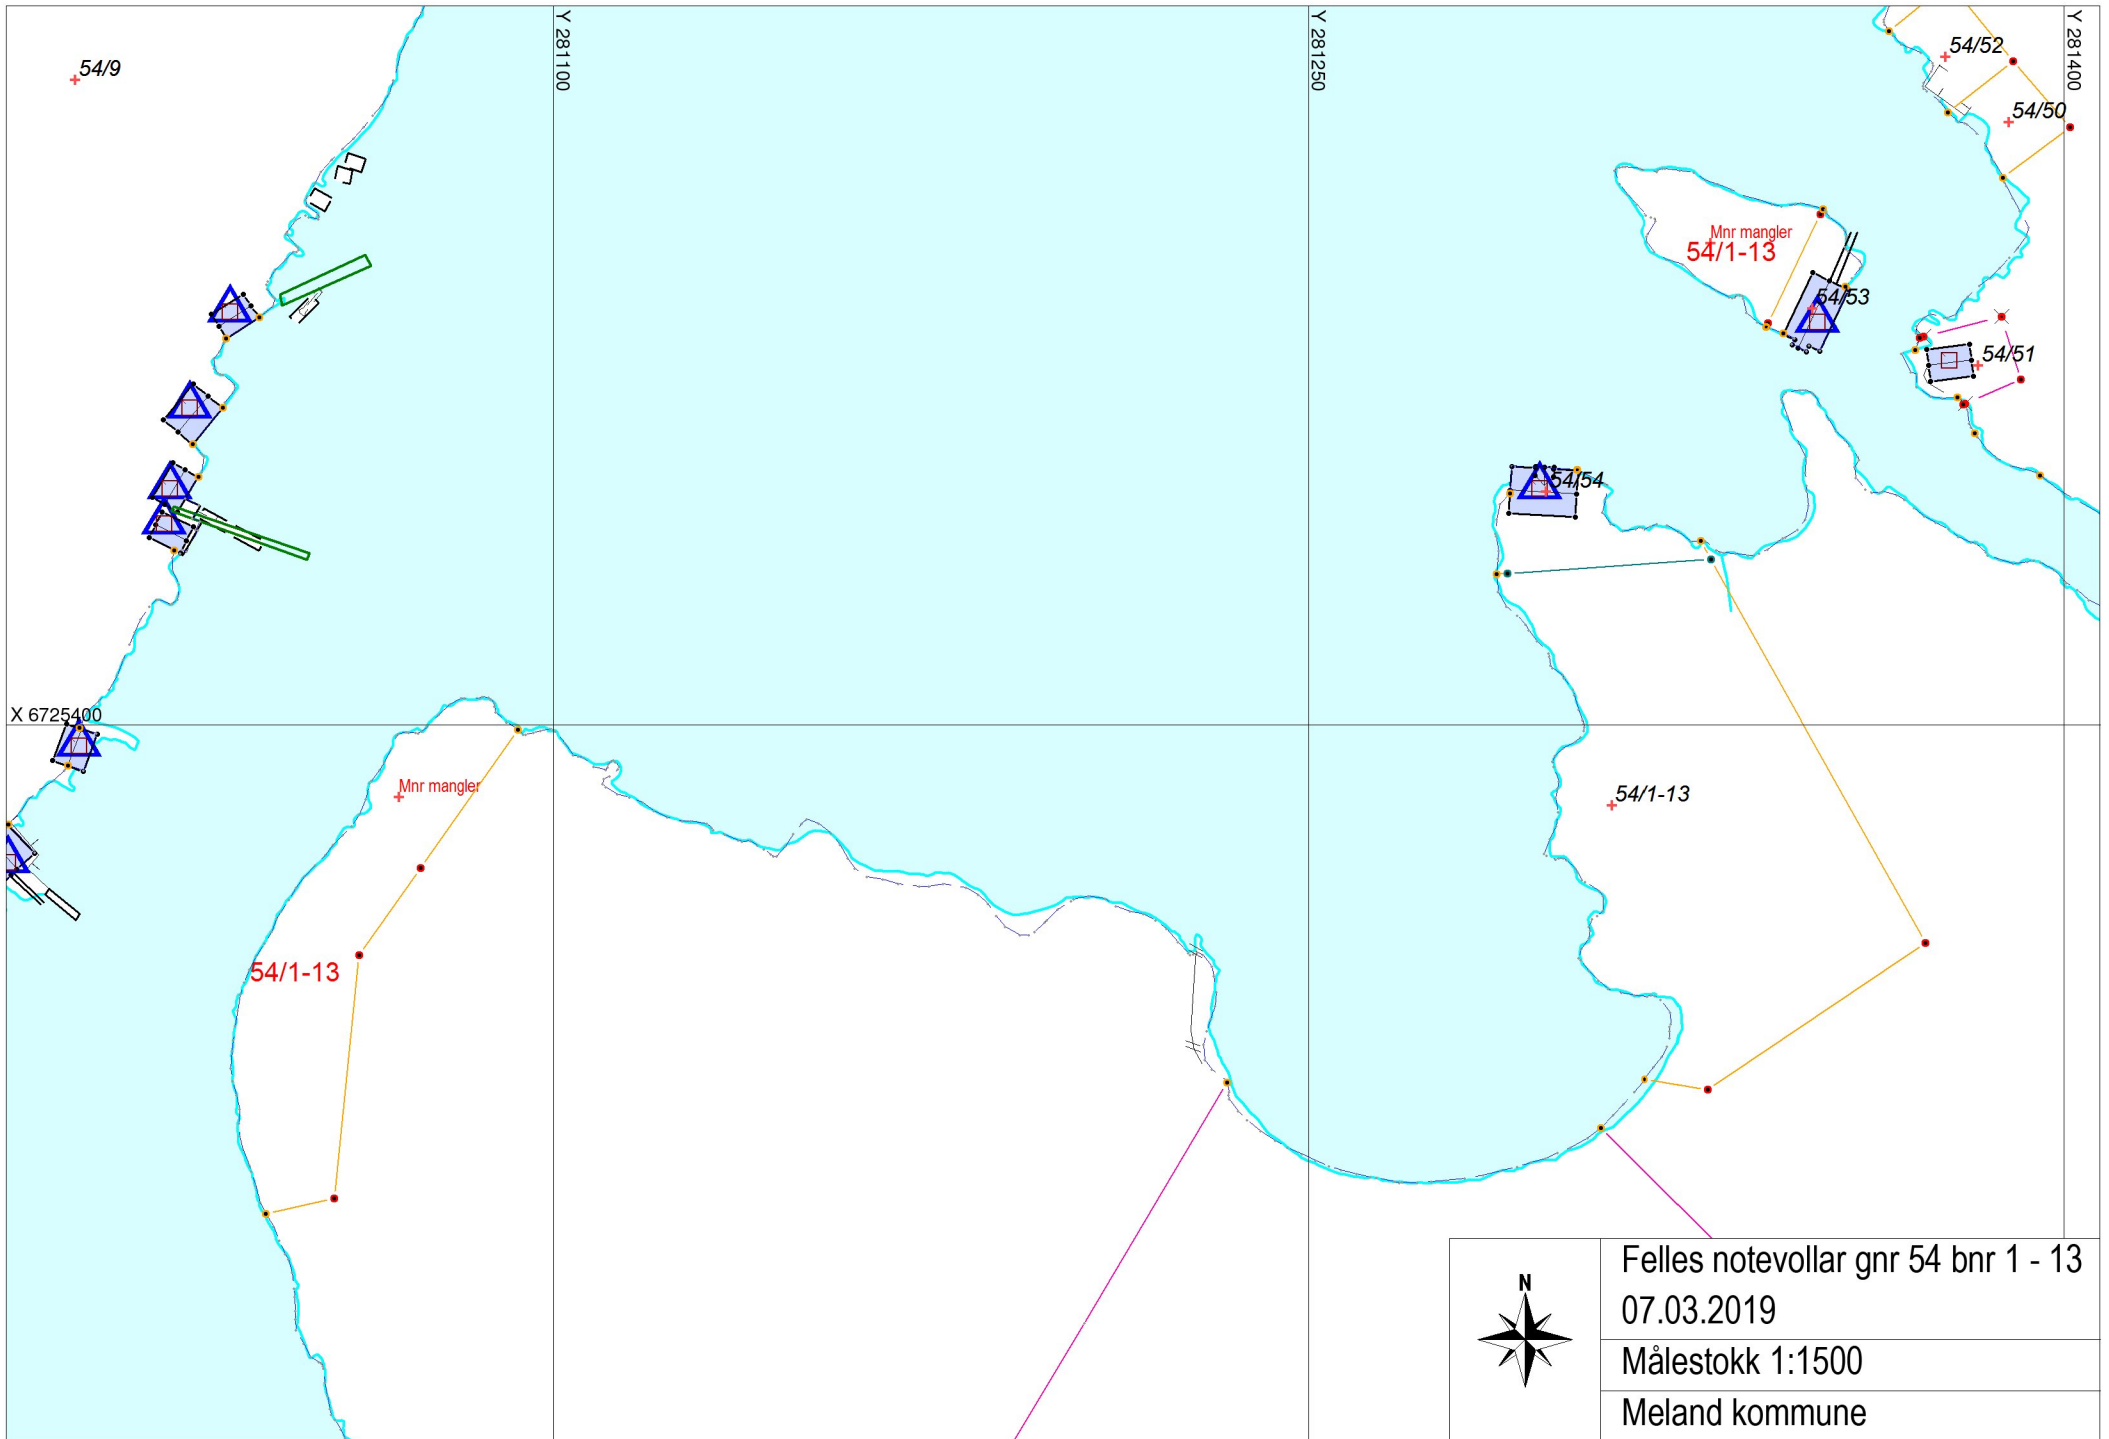 Y 281100
Y 281250
Y 281400
54/9
54/52
54/50
Mnr mangler
54/1-13
54/53
54/51
54/54
X 6725400
Mnr mangler
54/1-13
54/1-13
N
Felles notevollar gnr 54 bnr 1 - 13
07.03.2019
Målestokk 1:1500
Meland kommune